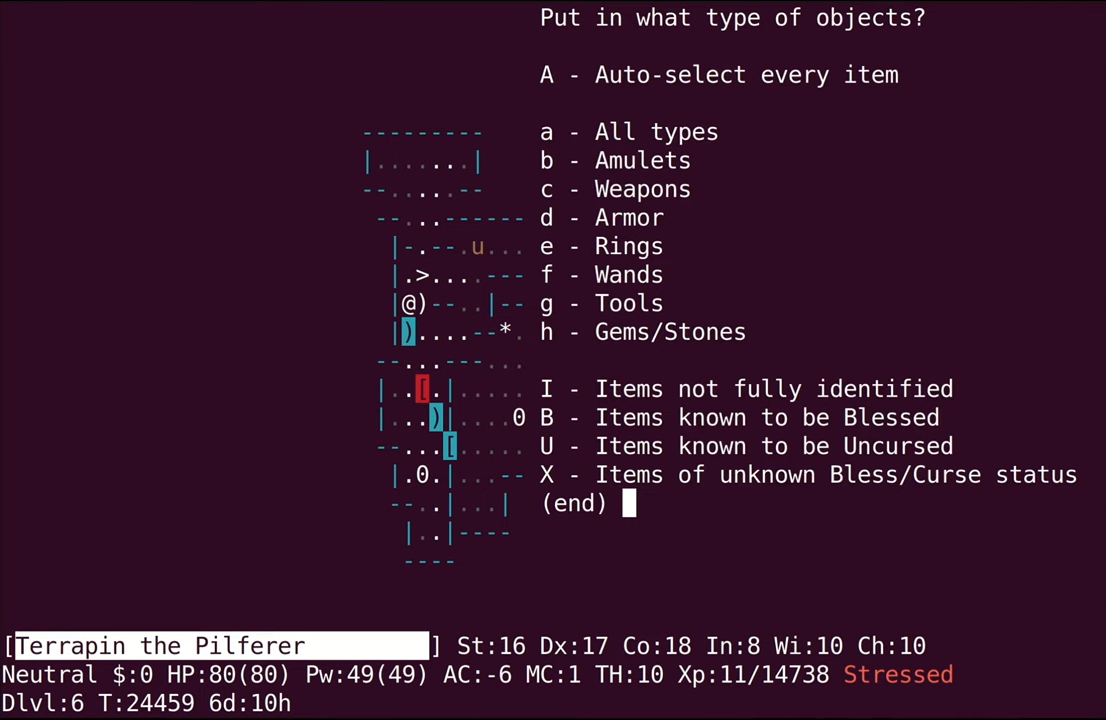 Put in what type of objects?
A - Auto-select every item
a - All types
b - Amulets
c - Weapons
d - Armor
e - Rings
f - Wands
g - Tools
h - Gems/Stones
I - Items not fully identified
B - Items known to be Blessed
U - Items known to be Uncursed
X - Items of unknown Bless/Curse status
(end)
---------
|.......|
--.....--
--...------
|-.--.u...
|.>....---
|@)--..|--
|)....--*.
--...---...
|..[.|.....
|...)|....0
--...[.....
|.0.|...--
--..|...|
|..|----
----
[Terrapin the Pilferer] St:16 Dx:17 Co:18 In:8 Wi:10 Ch:10
Neutral $:0 HP:80(80) Pw:49(49) AC:-6 MC:1 TH:10 Xp:11/14738 Stressed
Dlvl:6 T:24459 6d:10h